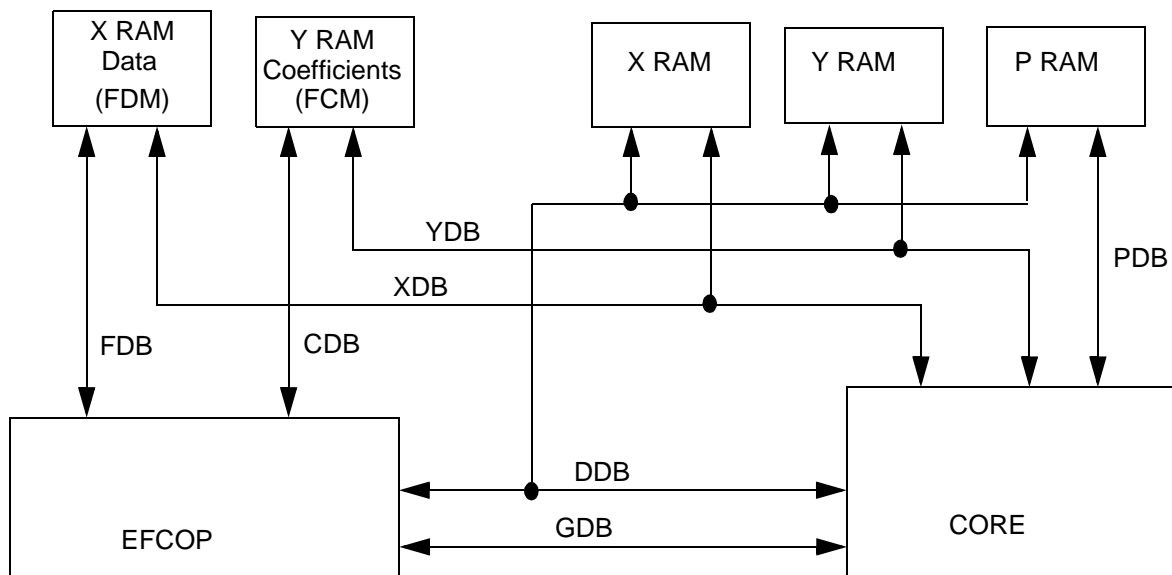 X RAM
Data
(FDM)
Y RAM
Coefficients
(FCM)
X RAM
Y RAM
P RAM
YDB
PDB
XDB
FDB
CDB
DDB
GDB
EFCOP
CORE